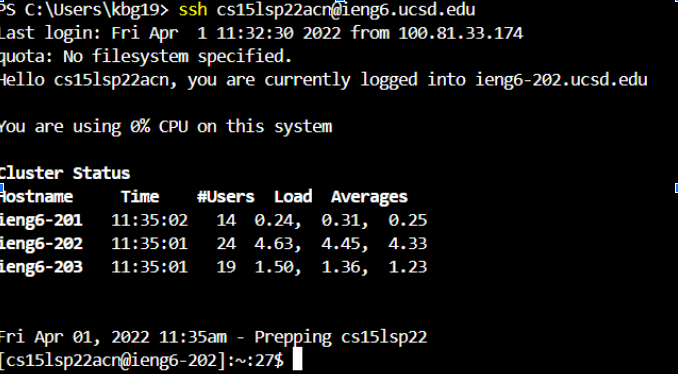 PS C:\Users\kbg19> ssh cs15lsp22acn@ieng6.ucsd.edu
Last login: Fri Apr  1 11:32:30 2022 from 100.81.33.174
quota: No filesystem specified.
Hello cs15lsp22acn, you are currently logged into ieng6-202.ucsd.edu
You are using 0% CPU on this system
Cluster Status
Hostname     Time    #Users  Load  Averages
ieng6-201   11:35:02   14  0.24,  0.31,  0.25
ieng6-202   11:35:01   24  4.63,  4.45,  4.33
ieng6-203   11:35:01   19  1.50,  1.36,  1.23
Fri Apr 01, 2022 11:35am - Prepping cs15lsp22
[cs15lsp22acn@ieng6-202]:~:27$